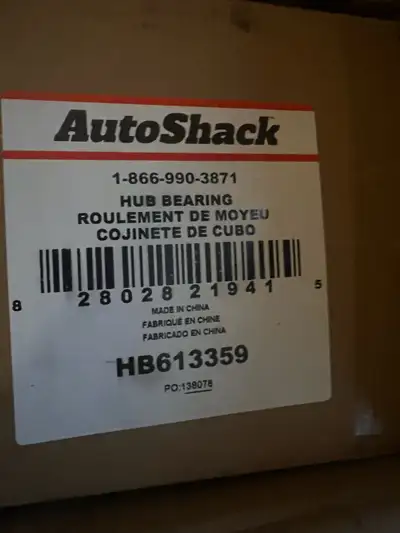 AutoShack
1-866-990-3871
HUB BEARING
ROULEMENT DE MOYEU
COJINETE DE CUBO
8 28028 21941 5
MADE IN CHINA
FABRIQUÉ EN CHINE
FABRICADO EN CHINA
HB613359
PO:138078